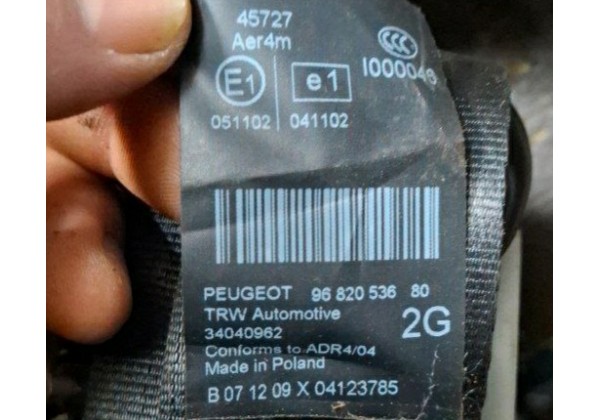 45727
Aer4m
CCC
E1 e1 I000049
051102 041102
PEUGEOT 96 820 536 80
TRW Automotive
34040962 2G
Conforms to ADR4/04
Made in Poland
B 07 12 09 X 04123785